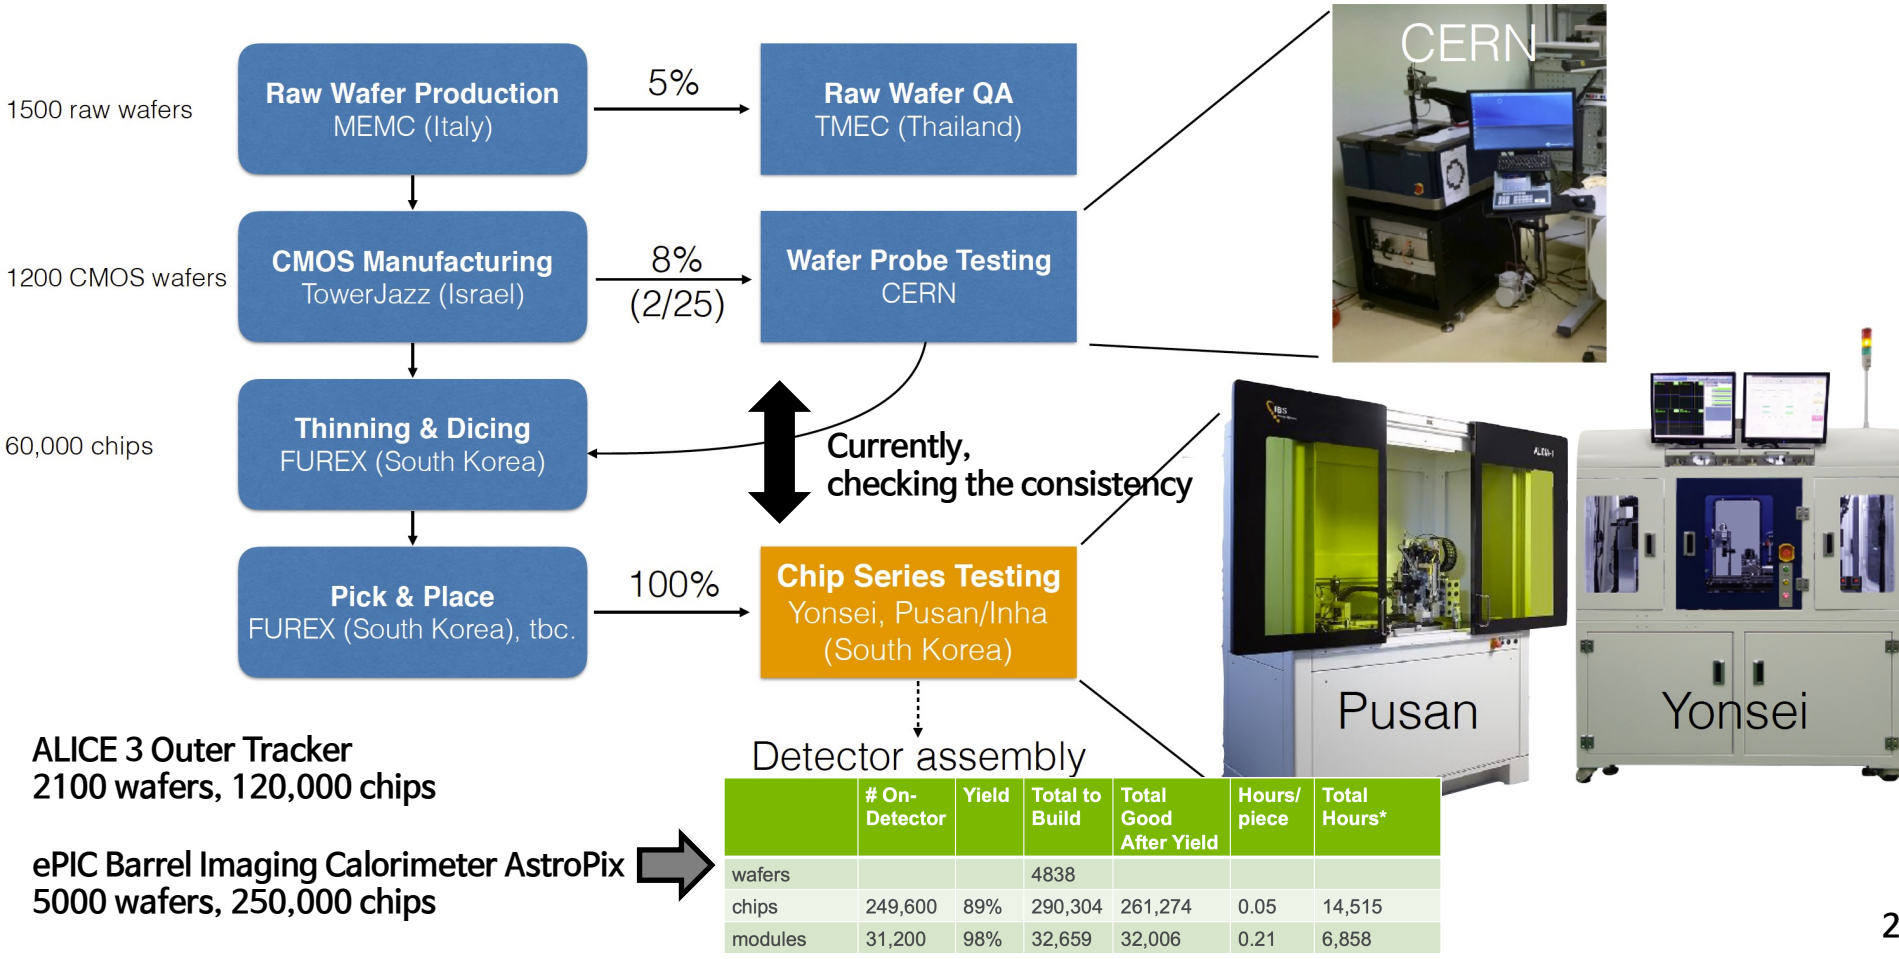 1500 raw wafers
Raw Wafer Production
MEMC (Italy)
5%
Raw Wafer QA
TMEC (Thailand)
CERN
1200 CMOS wafers
CMOS Manufacturing
TowerJazz (Israel)
8%
(2/25)
Wafer Probe Testing
CERN
60,000 chips
Thinning & Dicing
FUREX (South Korea)
Currently,
checking the consistency
Pick & Place
FUREX (South Korea), tbc.
100%
Chip Series Testing
Yonsei, Pusan/Inha
(South Korea)
IBS
Pusan
Yonsei
Detector assembly
ALICE 3 Outer Tracker
2100 wafers, 120,000 chips
ePIC Barrel Imaging Calorimeter AstroPix
5000 wafers, 250,000 chips
# On-Detector Yield Total to Build Total Good After Yield Hours/piece Total Hours*
wafers 4838
chips 249,600 89% 290,304 261,274 0.05 14,515
modules 31,200 98% 32,659 32,006 0.21 6,858
2